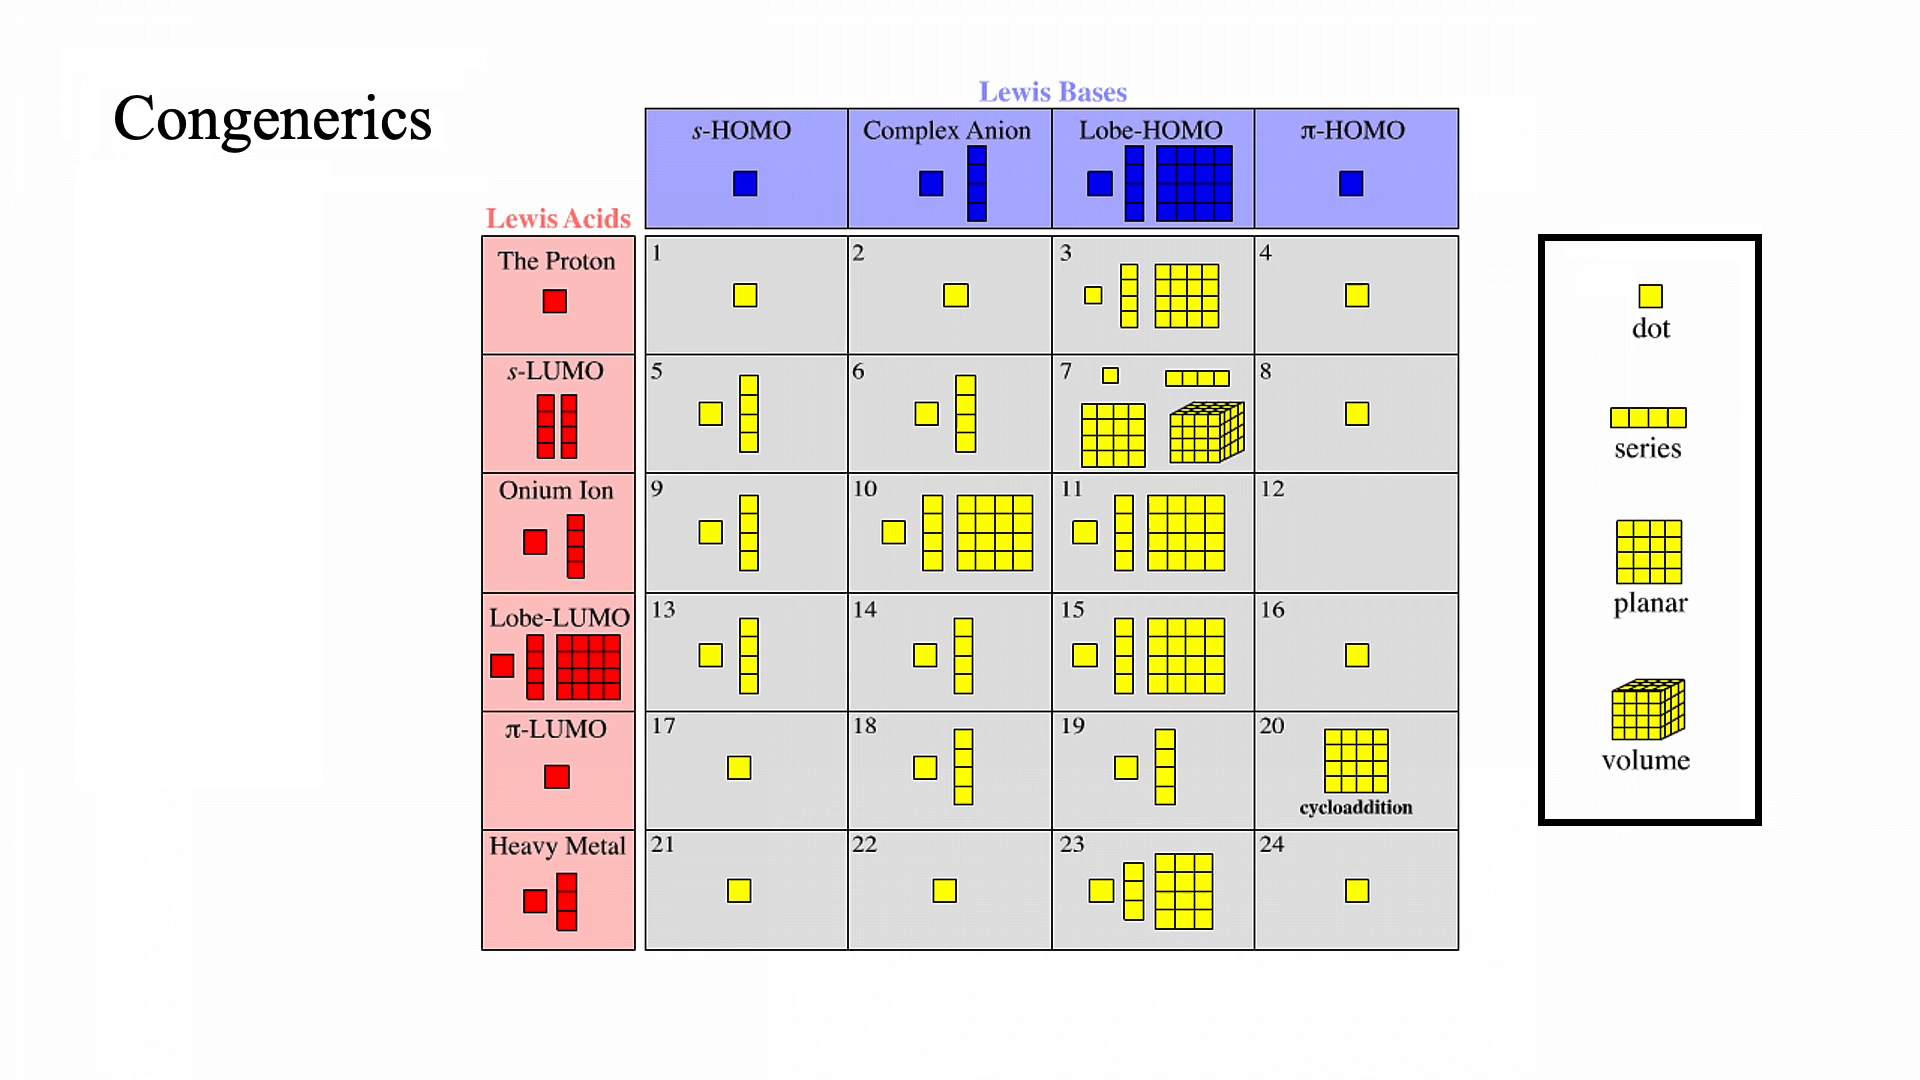 Congenerics
Lewis Bases
s-HOMO
Complex Anion
Lobe-HOMO
π-HOMO
Lewis Acids
The Proton
1
2
3
4
s-LUMO
5
6
7
8
Onium Ion
9
10
11
12
Lobe-LUMO
13
14
15
16
π-LUMO
17
18
19
20
cycloaddition
Heavy Metal
21
22
23
24
dot
series
planar
volume